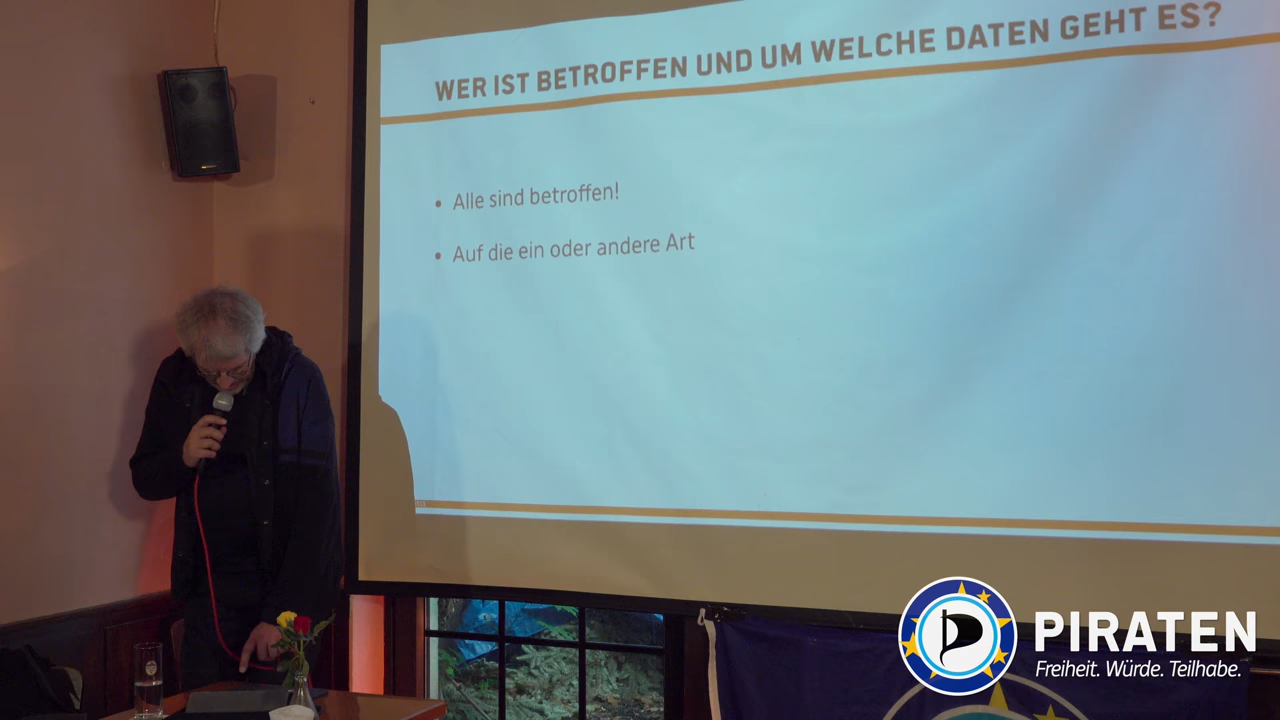 WER IST BETROFFEN UND UM WELCHE DATEN GEHT ES?
• Alle sind betroffen!
• Auf die ein oder andere Art
PIRATEN
Freiheit. Würde. Teilhabe.